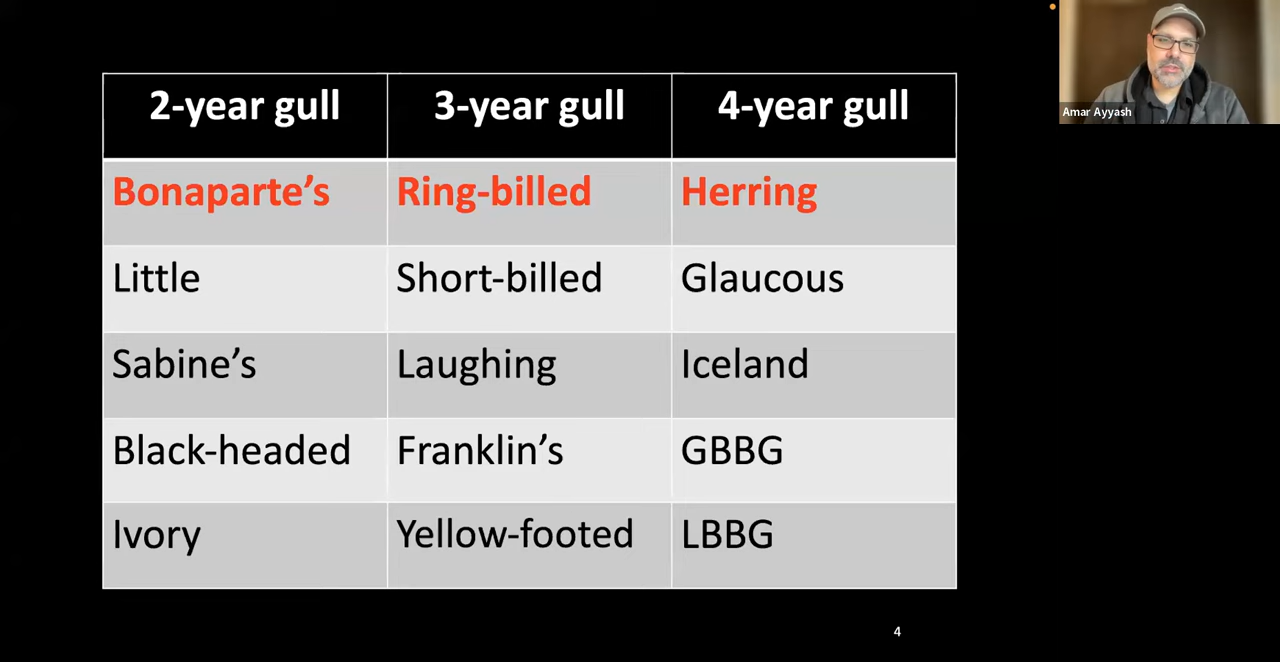 2-year gull 3-year gull 4-year gull
Bonaparte’s Ring-billed Herring
Little Short-billed Glaucous
Sabine’s Laughing Iceland
Black-headed Franklin’s GBBG
Ivory Yellow-footed LBBG
4
Amar Ayyash